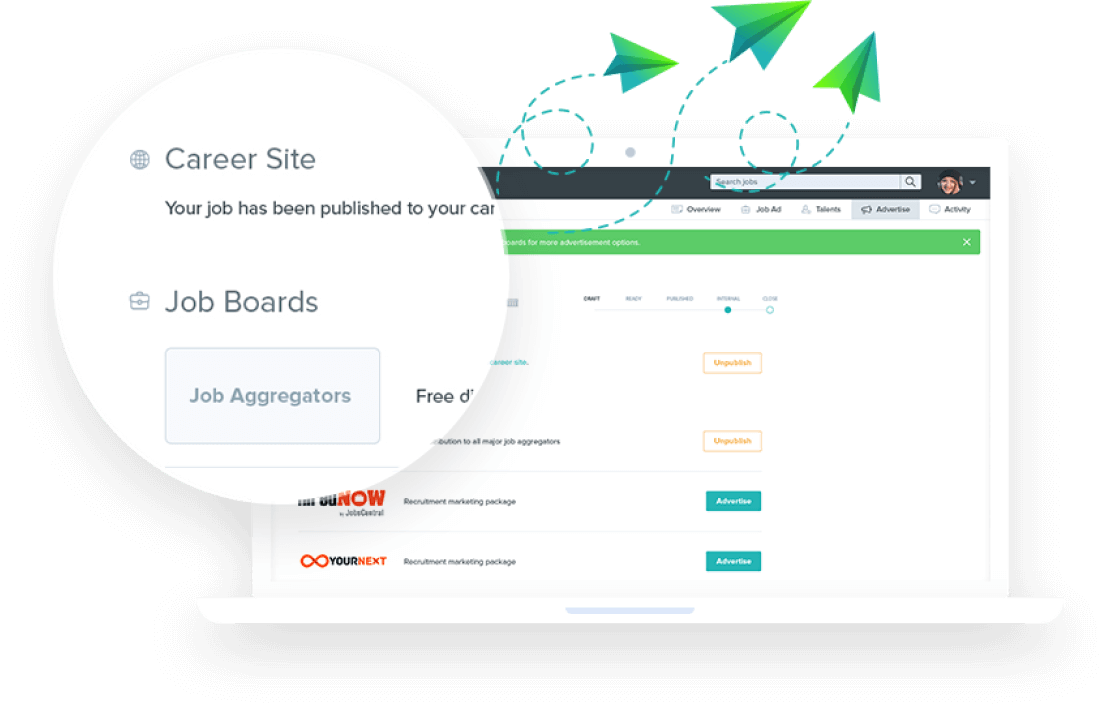 Career Site
Your job has been published to your car
Job Boards
Job Aggregators
Free di
Search jobs
Overview Job Ad Talents Advertise Activity
oards for more advertisement options.
DRAFT READY PUBLISHED INTERNAL CLOSE
career site.
Unpublish
bution to all major job aggregators
Unpublish
NOW
by JobsCentral
Recruitment marketing package
Advertise
YOURNEXT
Recruitment marketing package
Advertise